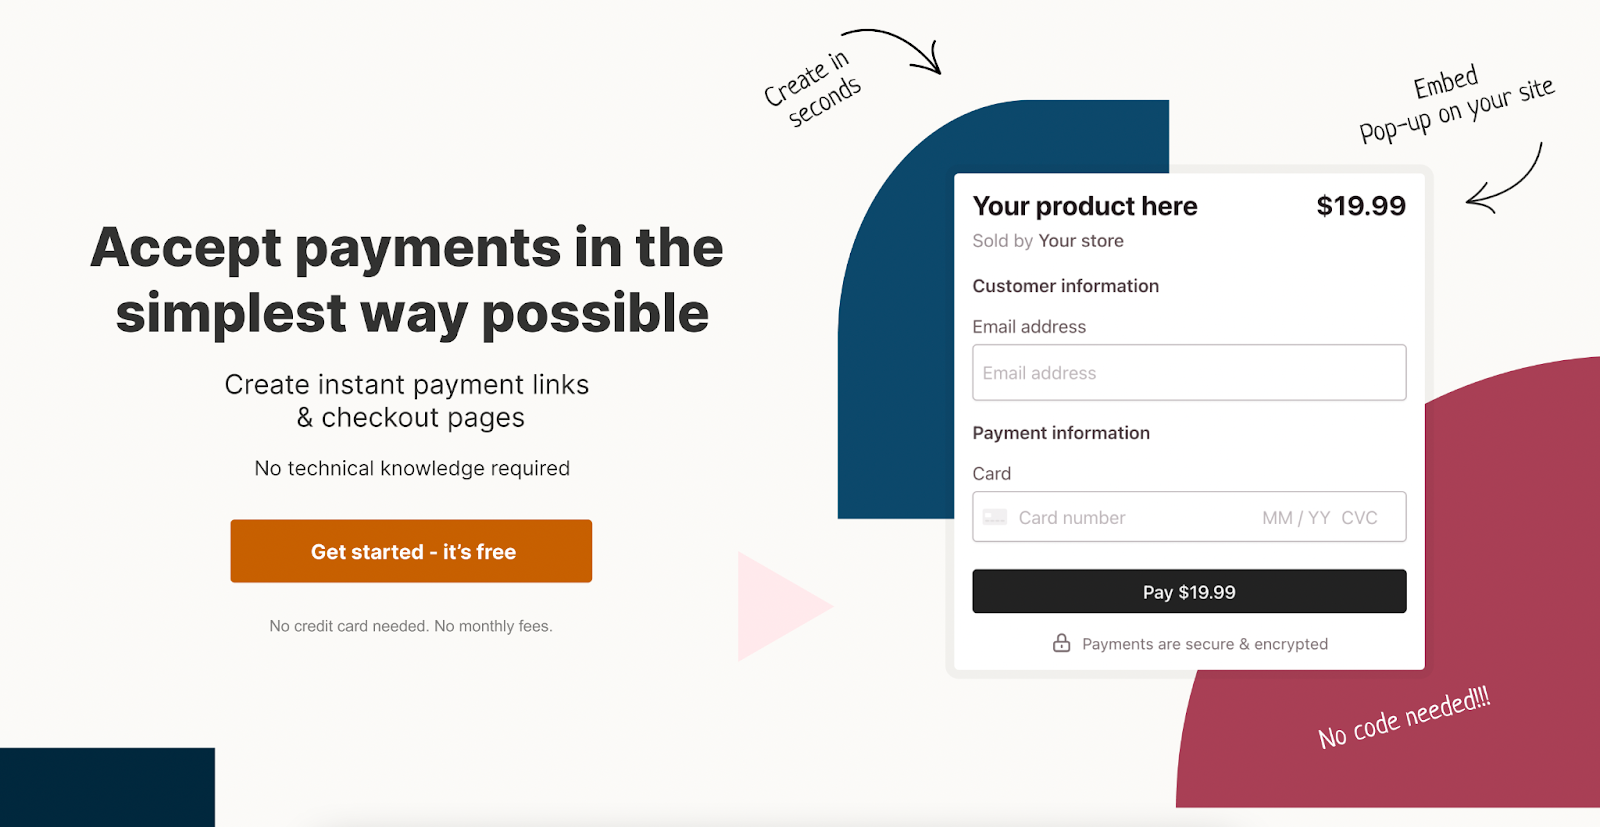 Accept payments in the
simplest way possible
Create instant payment links
& checkout pages
No technical knowledge required
Get started - it's free
No credit card needed. No monthly fees.
Create in
seconds
Embed
Pop-up on your site
Your product here $19.99
Sold by Your store
Customer information
Email address
Email address
Payment information
Card
Card number MM / YY CVC
Pay $19.99
Payments are secure & encrypted
No code needed!!!